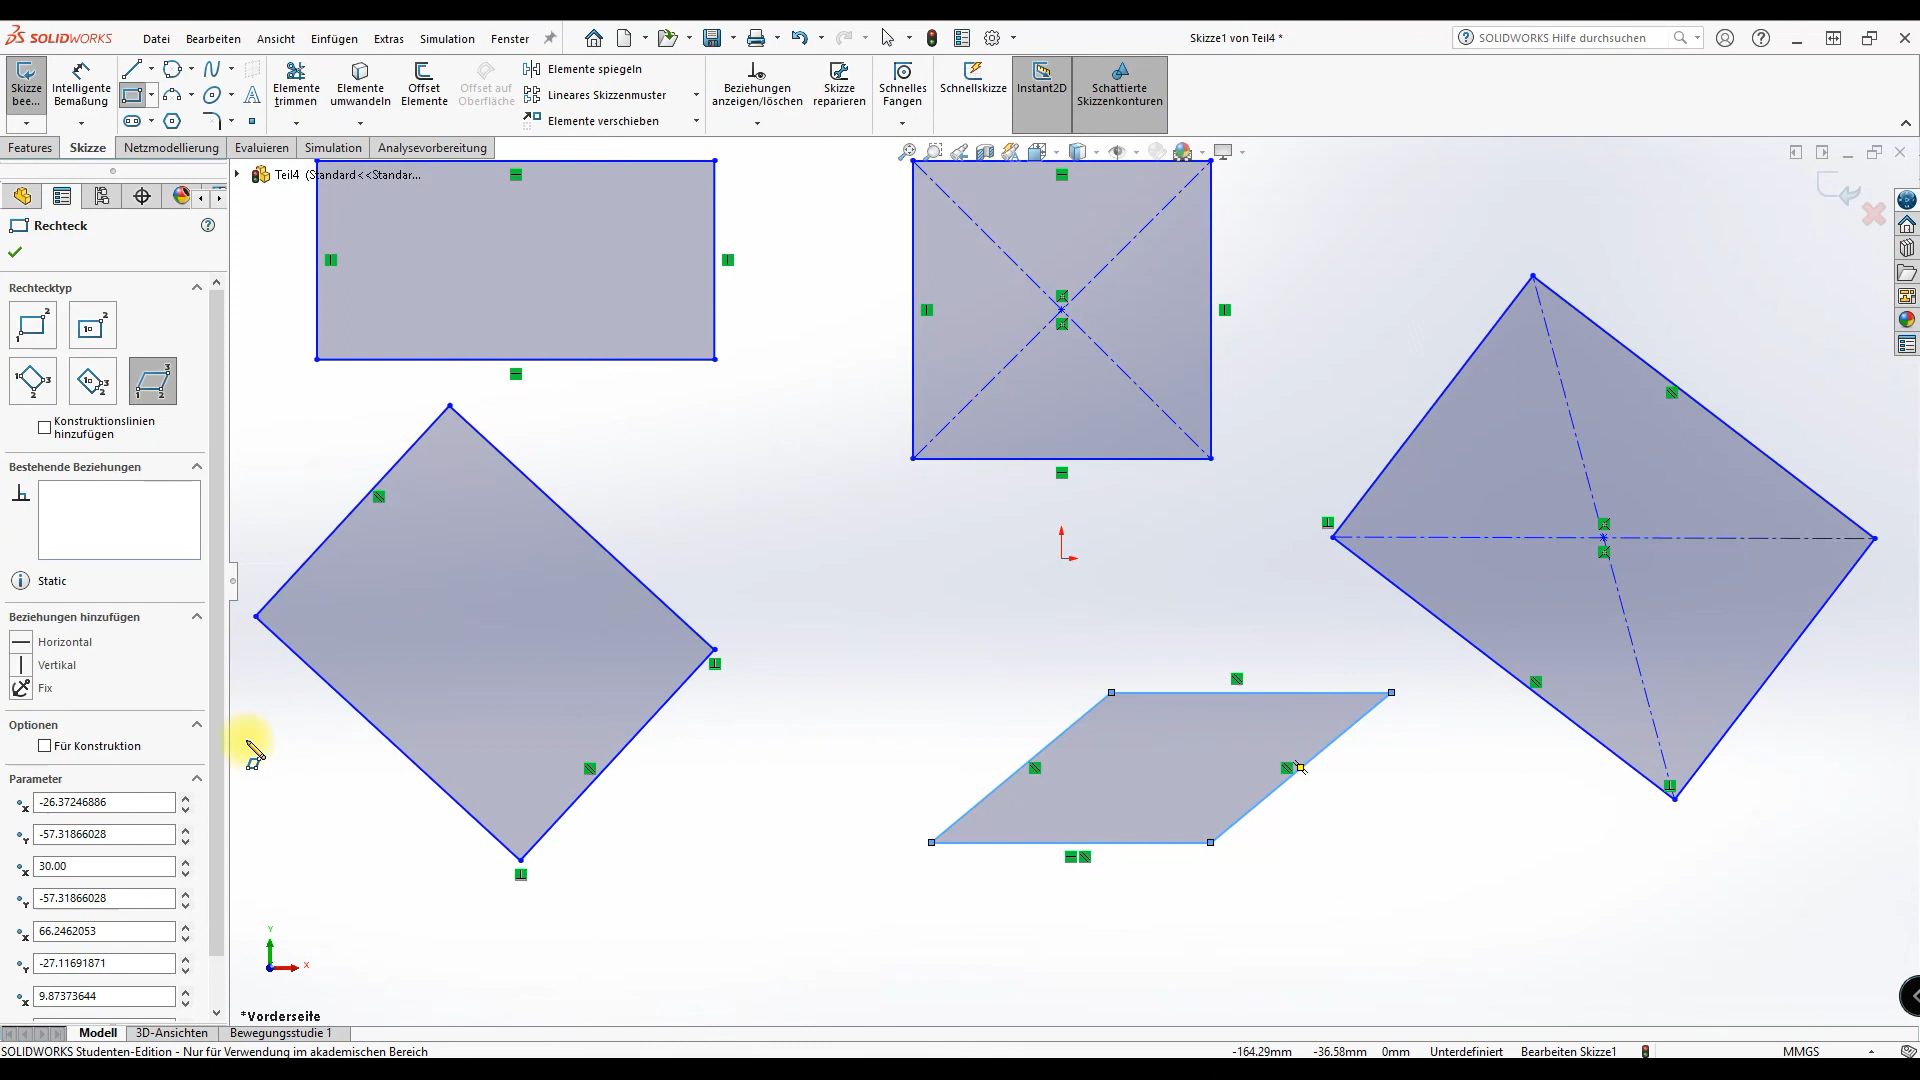 SOLIDWORKS
Datei Bearbeiten Ansicht Einfügen Extras Simulation Fenster
Skizze1 von Teil4 *
SOLIDWORKS Hilfe durchsuchen
Skizze bee...
Intelligente Bemaßung
Elemente trimmen
Elemente umwandeln
Offset Elemente
Offset auf Oberfläche
Elemente spiegeln
Lineares Skizzenmuster
Elemente verschieben
Beziehungen anzeigen/löschen
Skizze reparieren
Schnelles Fangen
Schnellskizze
Instant2D
Schattierte Skizzenkonturen
Features Skizze Netzmodellierung Evaluieren Simulation Analysevorbereitung
Teil4 (Standard<<Standar...
Rechteck
Rechtecktyp
Konstruktionslinien
hinzufügen
Bestehende Beziehungen
Static
Beziehungen hinzufügen
Horizontal
Vertikal
Fix
Optionen
Für Konstruktion
Parameter
-26.37246886
-57.31866028
30.00
-57.31866028
66.2462053
-27.11691871
9.87373644
Y
X
*Vorderseite
Modell 3D-Ansichten Bewegungsstudie 1
SOLIDWORKS Studenten-Edition - Nur für Verwendung im akademischen Bereich
-164.29mm -36.58mm 0mm Unterdefiniert Bearbeiten Skizze1 MMGS